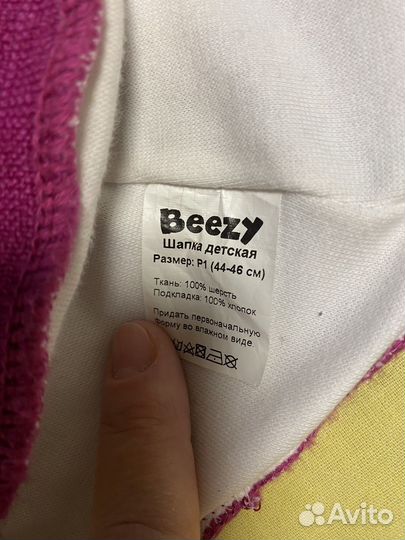 Beezy
Шапка детская
Размер: Р1 (44-46 см)
Ткань: 100% шерсть
Подкладка: 100% хлопок
Придать первоначальную
форму во влажном виде
Avito